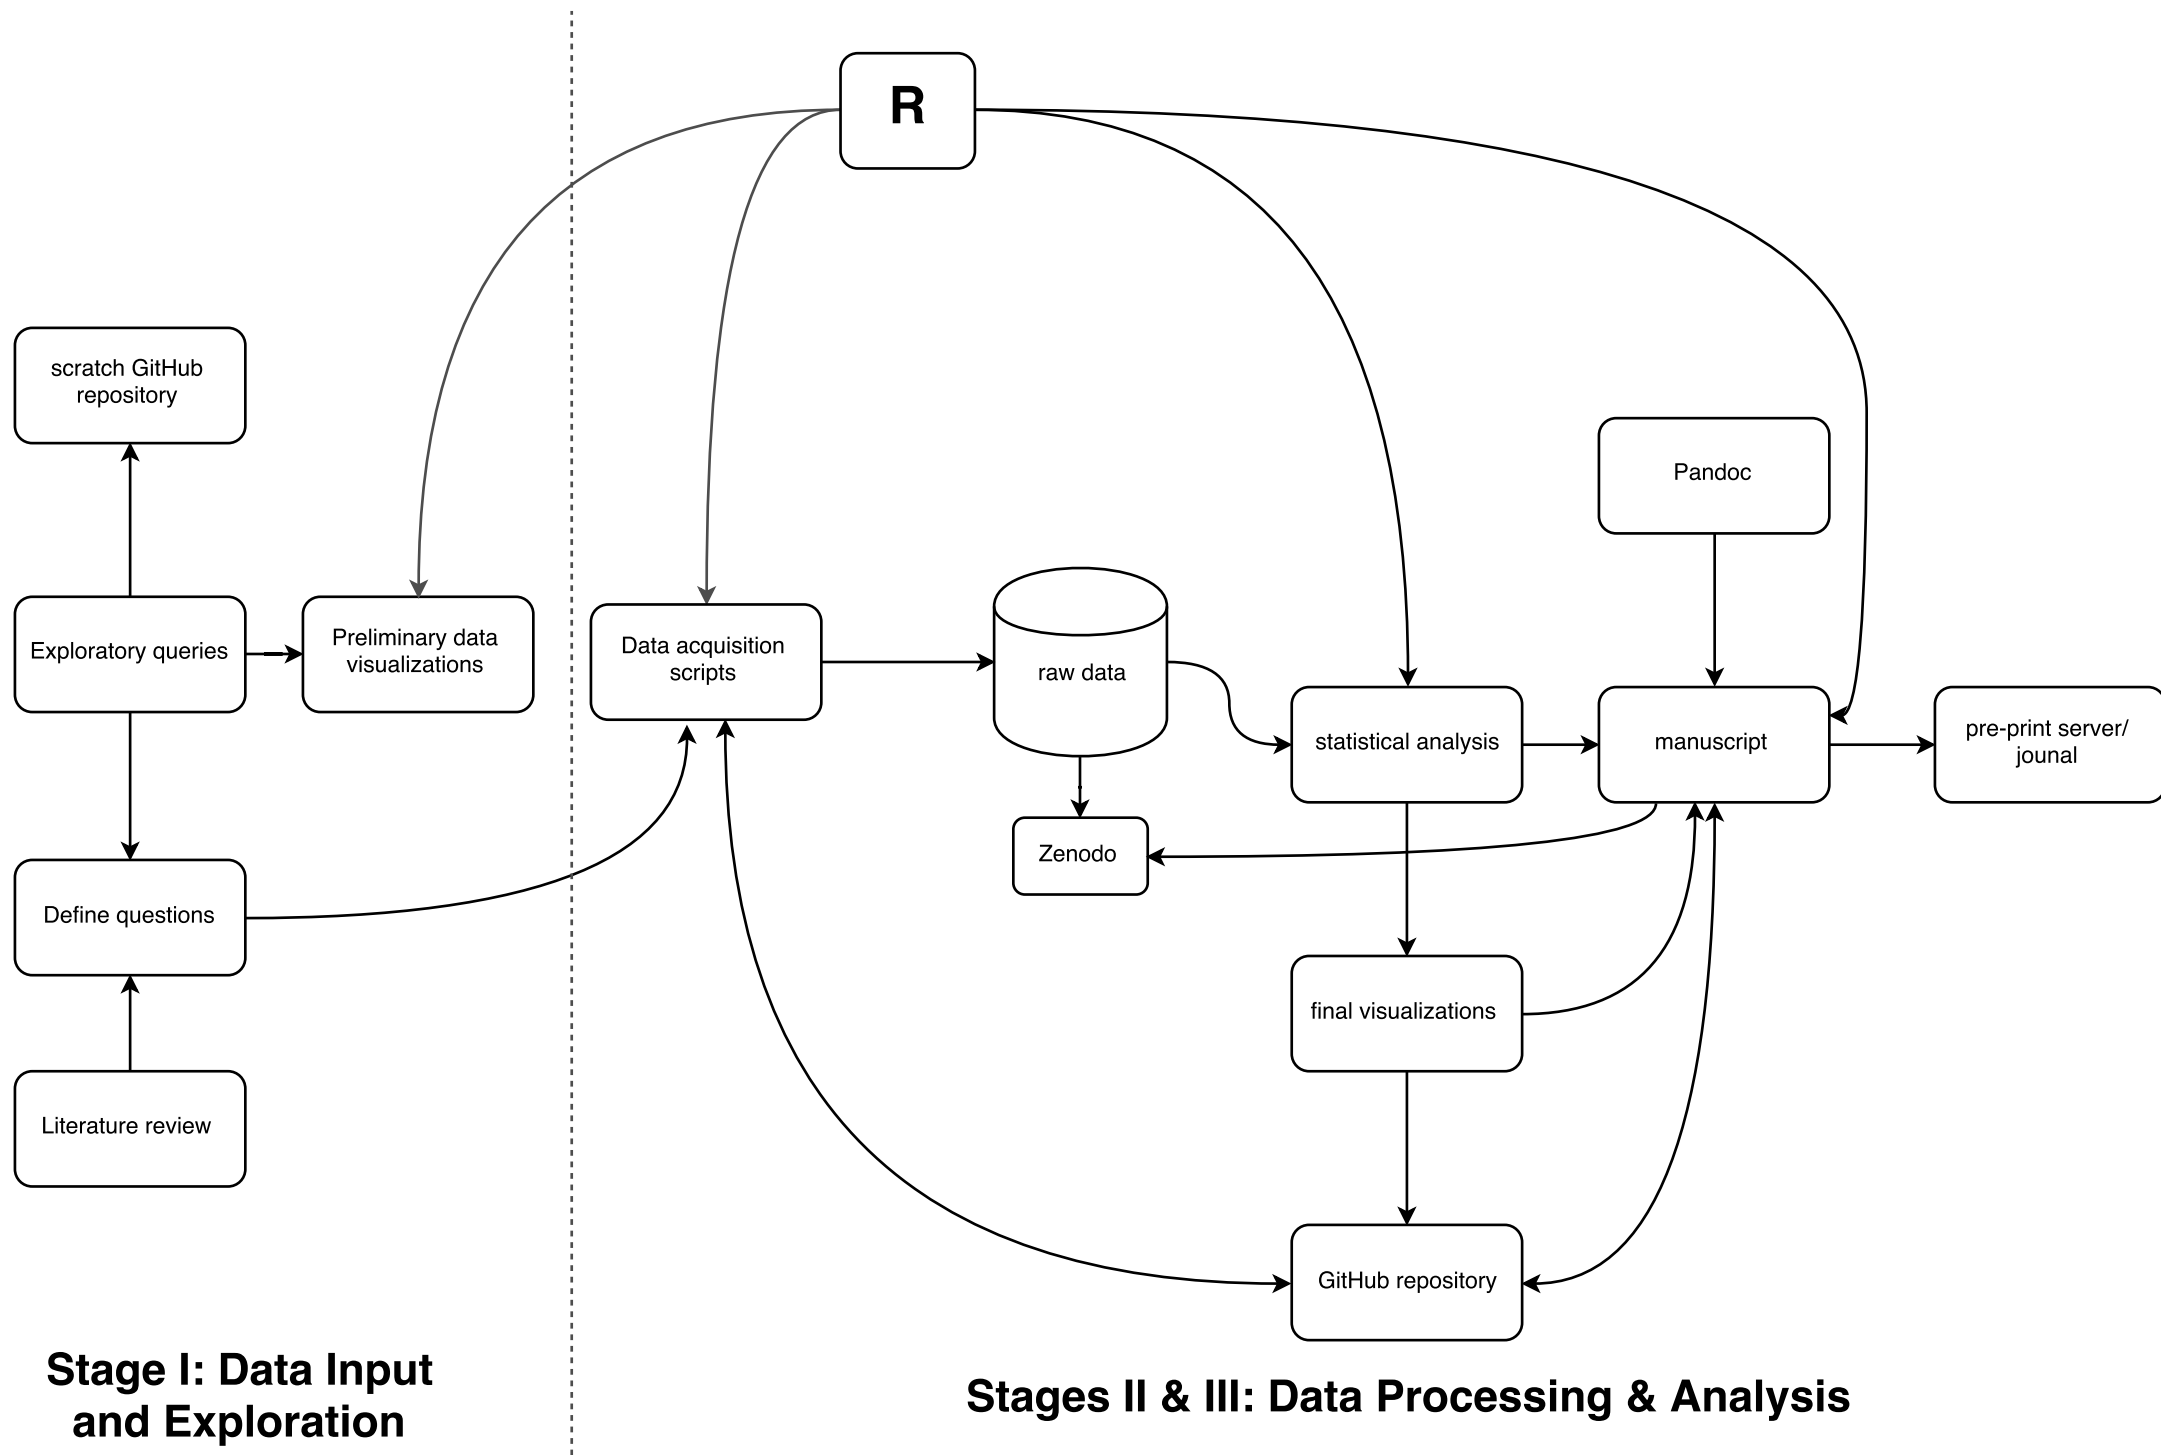 R
scratch GitHub
repository
Pandoc
Exploratory queries
Preliminary data
visualizations
Data acquisition
scripts
raw data
statistical analysis
manuscript
pre-print server/
jounal
Zenodo
Define questions
final visualizations
Literature review
GitHub repository
Stage I: Data Input
and Exploration
Stages II & III: Data Processing & Analysis